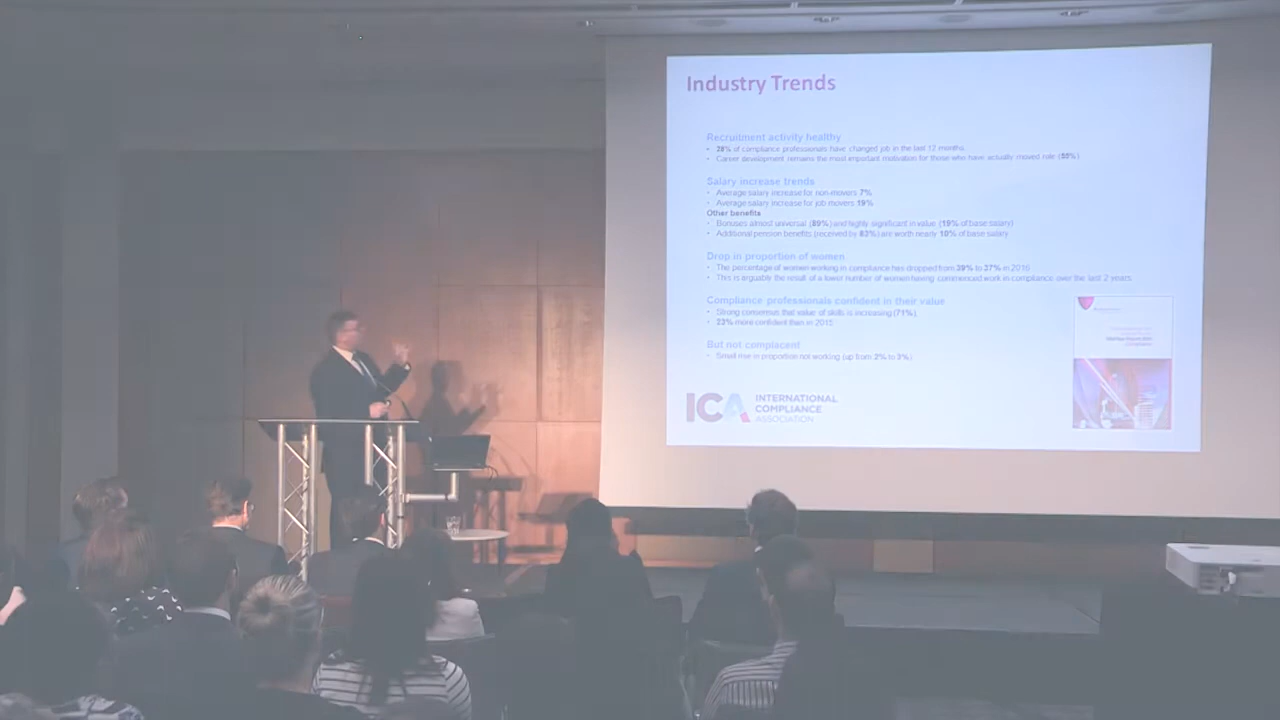 Industry Trends
Recruitment activity healthy
• 38% of compliance professionals have changed job in the last 12 months.
• Career development remains the most important motivation for those who have actually moved role (55%)
Salary increase trends
• Average salary increase for non-movers 7%
• Average salary increase for job movers 19%
Other benefits
• Bonuses almost universal (89%) and highly significant in value (19% of base salary)
• Additional pension benefits (received by 83%) are worth nearly 10% of base salary
Drop in proportion of women
• The percentage of women working in compliance has dropped from 39% to 37% in 2016
• This is arguably the result of a lower number of women having commenced work in compliance over the last 2 years.
Compliance professionals confident in their value
• Strong consensus that value of skills is increasing (71%)
• 23% more confident than in 2015
But not complacent
• Small rise in proportion not working (up from 2% to 3%)
ICA INTERNATIONAL
COMPLIANCE
ASSOCIATION